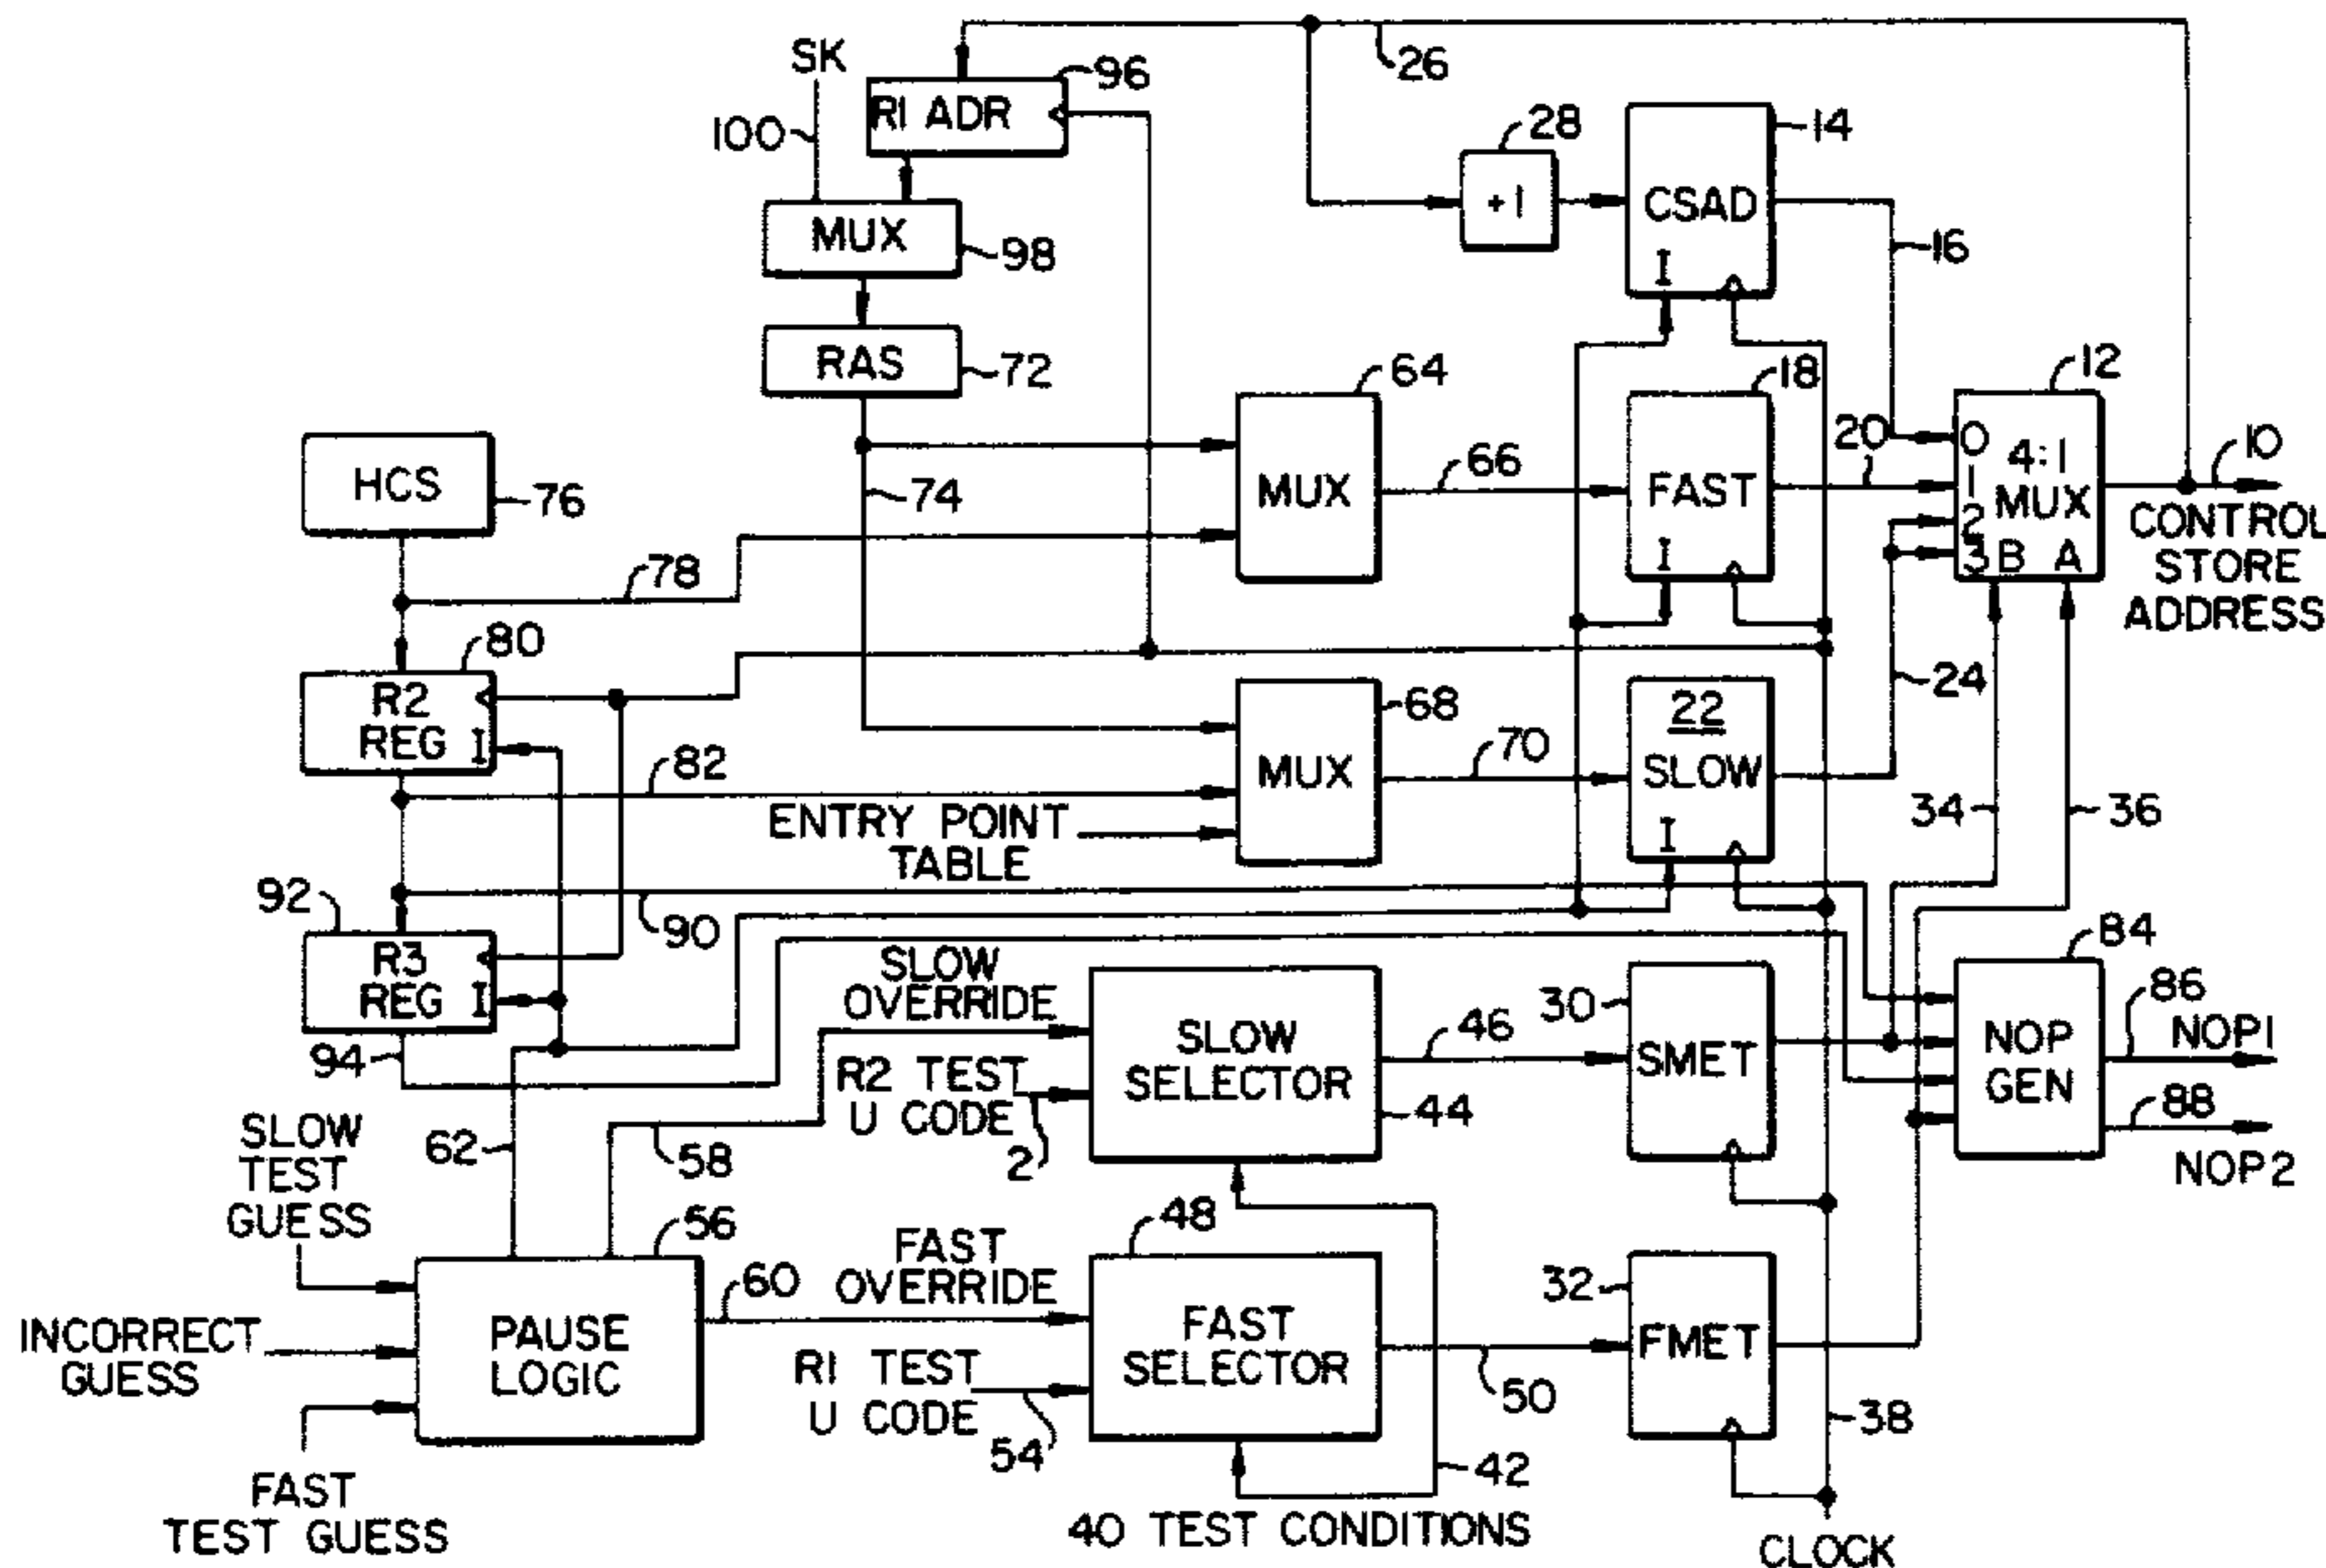 26
SK
96
R1 ADR
100
28
14
+1
CSAD
I
16
MUX
98
RAS
72
64
18
12
HCS
76
74
MUX
66
FAST
I
20
0
1
2
3
4:1
MUX
B A
10
CONTROL
STORE
ADDRESS
78
80
R2
REG I
82
68
MUX
70
22
SLOW
I
24
34
36
ENTRY POINT
TABLE
92
R3
REG I
90
94
SLOW
OVERRIDE
R2 TEST
U CODE
2
SLOW
SELECTOR
46
44
30
SMET
84
NOP
GEN
86
NOP1
88
NOP2
SLOW
TEST
GUESS
62
58
56
INCORRECT
GUESS
PAUSE
LOGIC
60
FAST
TEST GUESS
FAST
OVERRIDE
R1 TEST
U CODE
54
48
FAST
SELECTOR
50
42
32
FMET
38
40 TEST CONDITIONS
CLOCK